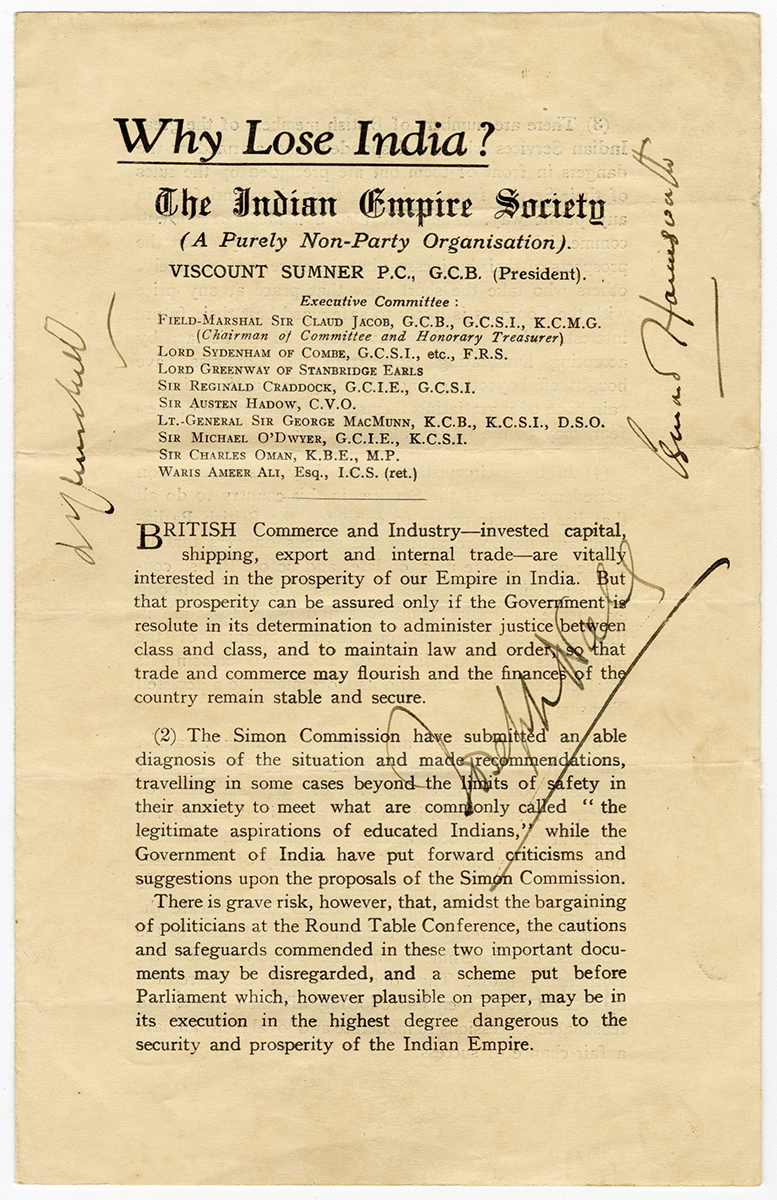 Why Lose India?
The Indian Empire Society
(A Purely Non-Party Organisation).
VISCOUNT SUMNER P.C., G.C.B. (President).
Executive Committee :
FIELD-MARSHAL SIR CLAUD JACOB, G.C.B., G.C.S.I., K.C.M.G.
(Chairman of Committee and Honorary Treasurer)
LORD SYDENHAM OF COMBE, G.C.S.I., etc., F.R.S.
LORD GREENWAY OF STANBRIDGE EARLS
SIR REGINALD CRADDOCK, G.C.I.E., G.C.S.I.
SIR AUSTEN HADOW, C.V.O.
LT.-GENERAL SIR GEORGE MACMUNN, K.C.B., K.C.S.I., D.S.O.
SIR MICHAEL O'DWYER, G.C.I.E., K.C.S.I.
SIR CHARLES OMAN, K.B.E., M.P.
WARIS AMEER ALI, Esq., I.C.S. (ret.)
BRITISH Commerce and Industry—invested capital,
shipping, export and internal trade—are vitally
interested in the prosperity of our Empire in India. But
that prosperity can be assured only if the Government is
resolute in its determination to administer justice between
class and class, and to maintain law and order, so that
trade and commerce may flourish and the finances of the
country remain stable and secure.
(2) The Simon Commission have submitted an able
diagnosis of the situation and made recommendations,
travelling in some cases beyond the limits of safety in
their anxiety to meet what are commonly called " the
legitimate aspirations of educated Indians," while the
Government of India have put forward criticisms and
suggestions upon the proposals of the Simon Commission.
There is grave risk, however, that, amidst the bargaining
of politicians at the Round Table Conference, the cautions
and safeguards commended in these two important docu-
ments may be disregarded, and a scheme put before
Parliament which, however plausible on paper, may be in
its execution in the highest degree dangerous to the
security and prosperity of the Indian Empire.